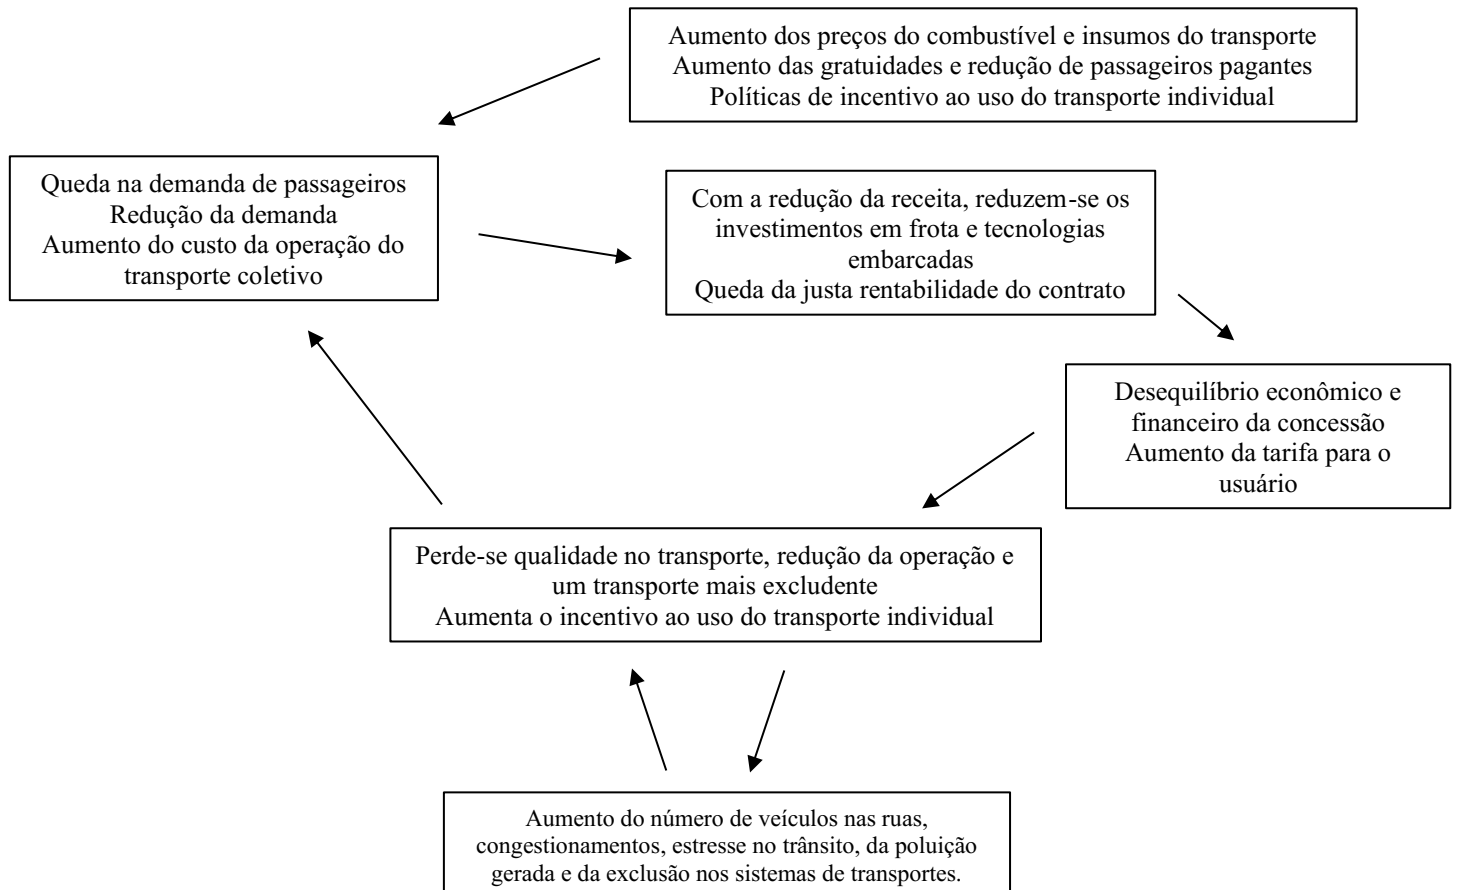 Aumento dos preços do combustível e insumos do transporte
Aumento das gratuidades e redução de passageiros pagantes
Políticas de incentivo ao uso do transporte individual
Queda na demanda de passageiros
Redução da demanda
Aumento do custo da operação do
transporte coletivo
Com a redução da receita, reduzem-se os
investimentos em frota e tecnologias
embarcadas
Queda da justa rentabilidade do contrato
Desequilíbrio econômico e
financeiro da concessão
Aumento da tarifa para o
usuário
Perde-se qualidade no transporte, redução da operação e
um transporte mais excludente
Aumenta o incentivo ao uso do transporte individual
Aumento do número de veículos nas ruas,
congestionamentos, estresse no trânsito, da poluição
gerada e da exclusão nos sistemas de transportes.